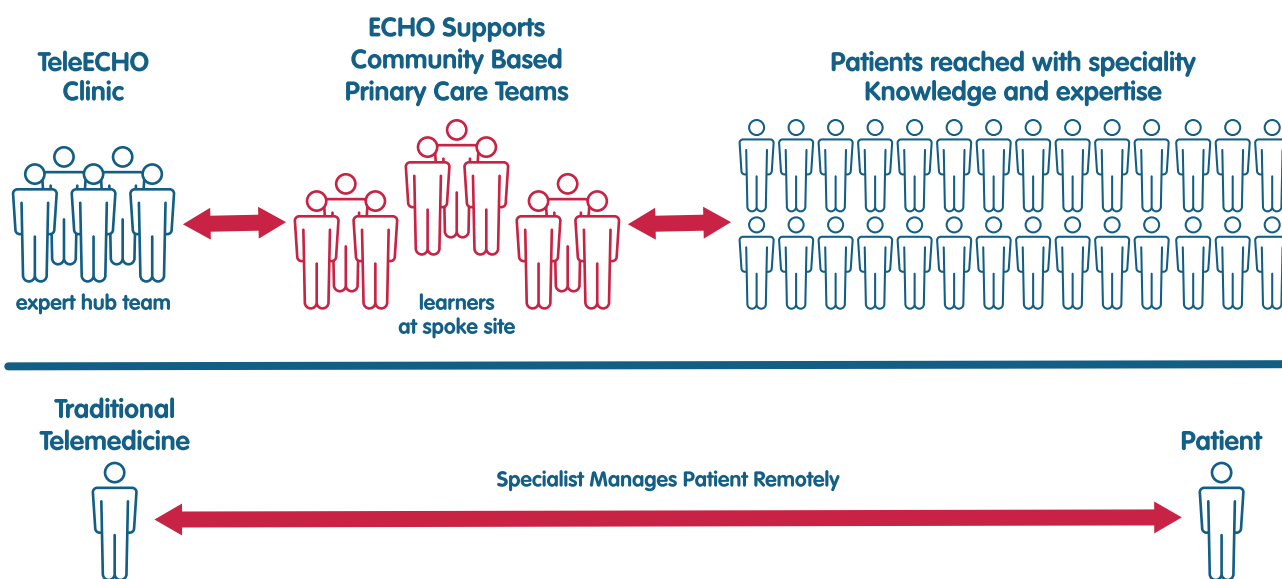 TeleECHO
Clinic
expert hub team
ECHO Supports
Community Based
Prinary Care Teams
learners
at spoke site
Patients reached with speciality
Knowledge and expertise
Traditional
Telemedicine
Specialist Manages Patient Remotely
Patient